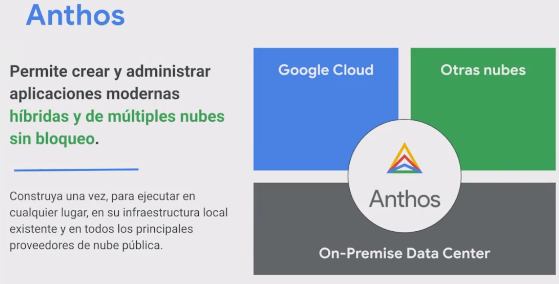 Anthos
Permite crear y administrar
aplicaciones modernas
híbridas y de múltiples nubes
sin bloqueo.
Construya una vez, para ejecutar en
cualquier lugar, en su infraestructura local
existente y en todos los principales
proveedores de nube pública.
Google Cloud
Otras nubes
Anthos
On-Premise Data Center